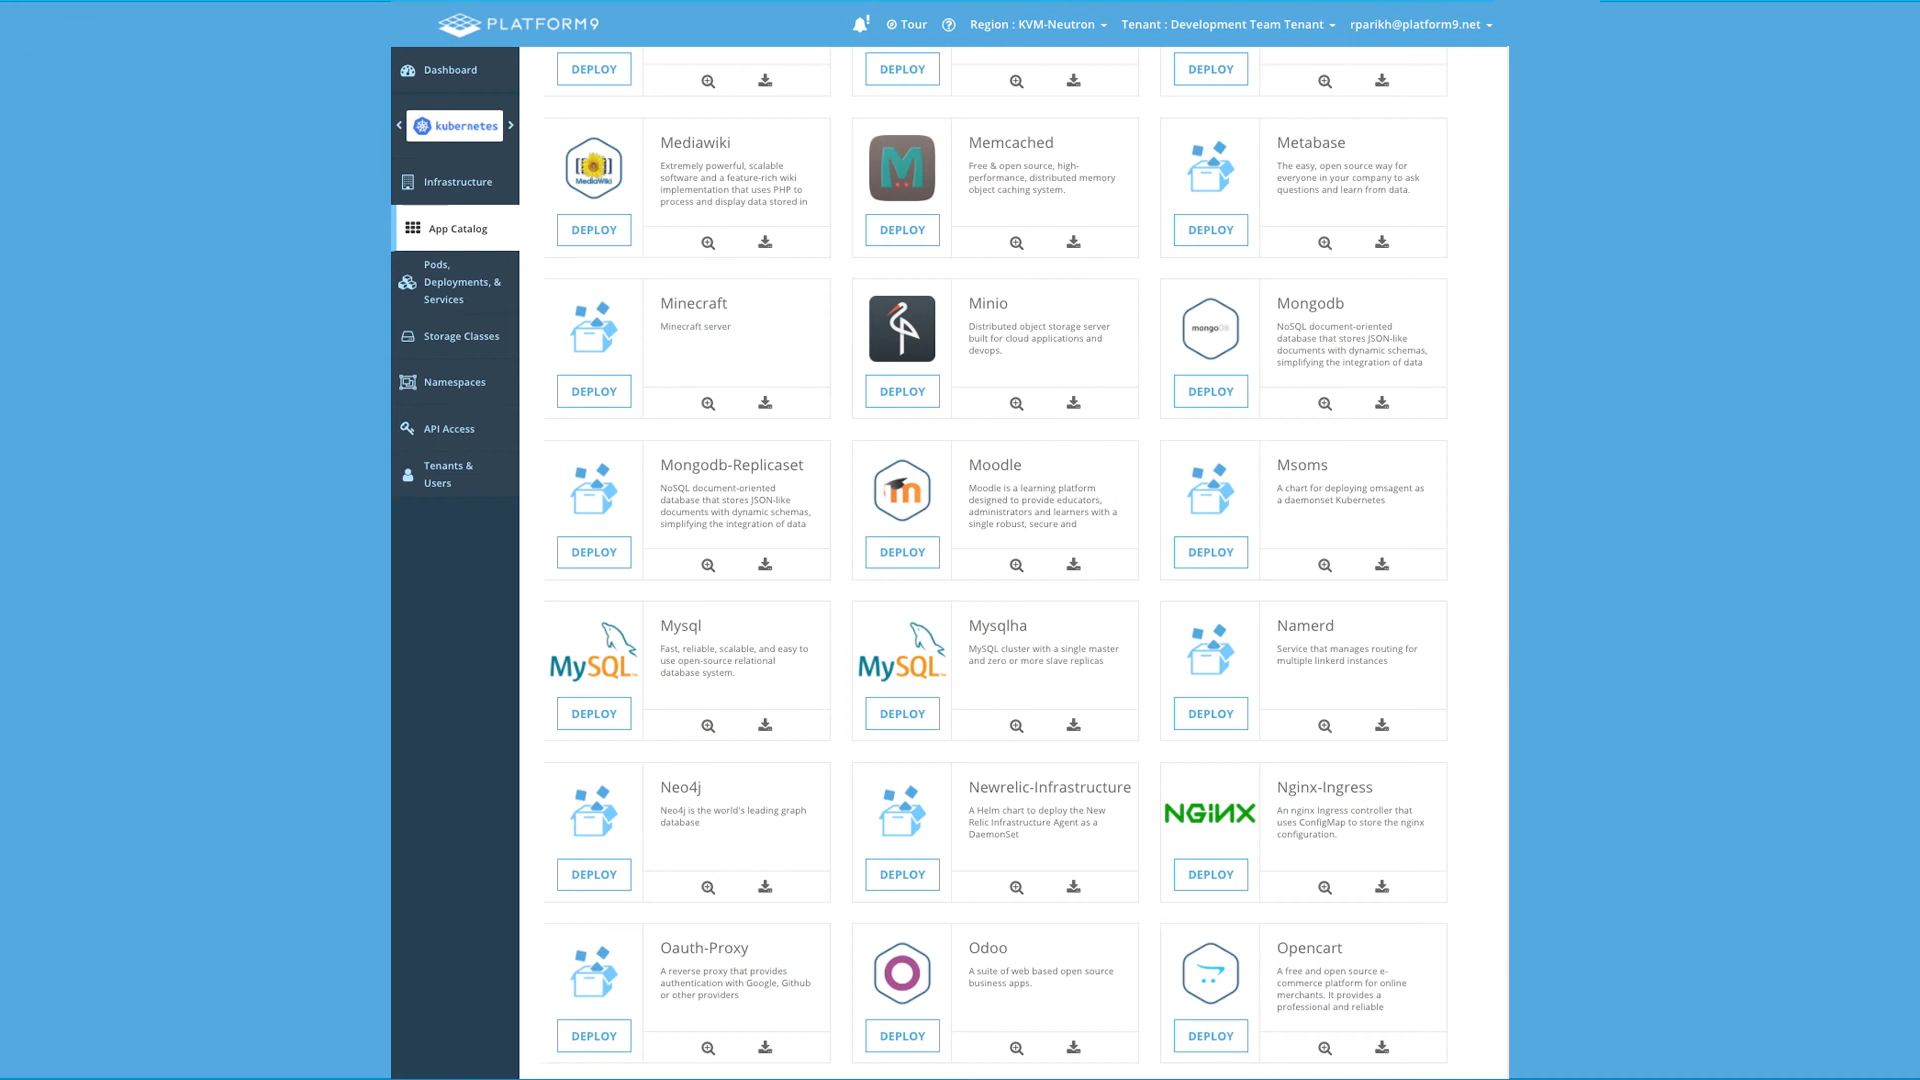 PLATFORM9
Tour
Region : KVM-Neutron
Tenant : Development Team Tenant
rparikh@platform9.net
Dashboard
kubernetes
Infrastructure
App Catalog
Pods,
Deployments, &
Services
Storage Classes
Namespaces
API Access
Tenants &
Users
DEPLOY
DEPLOY
DEPLOY
MediaWiki
Mediawiki
Extremely powerful, scalable
software and a feature-rich wiki
implementation that uses PHP to
process and display data stored in
DEPLOY
M
Memcached
Free & open source, high-
performance, distributed memory
object caching system.
DEPLOY
Metabase
The easy, open source way for
everyone in your company to ask
questions and learn from data.
DEPLOY
Minecraft
Minecraft server
DEPLOY
Minio
Distributed object storage server
built for cloud applications and
devops.
DEPLOY
mongoDB
Mongodb
NoSQL document-oriented
database that stores JSON-like
documents with dynamic schemas,
simplifying the integration of data
DEPLOY
Mongodb-Replicaset
NoSQL document-oriented
database that stores JSON-like
documents with dynamic schemas,
simplifying the integration of data
DEPLOY
m
Moodle
Moodle is a learning platform
designed to provide educators,
administrators and learners with a
single robust, secure and
DEPLOY
Msoms
A chart for deploying omsagent as
a daemonset Kubernetes
DEPLOY
MySQL
Mysql
Fast, reliable, scalable, and easy to
use open-source relational
database system.
DEPLOY
MySQL
Mysqlha
MySQL cluster with a single master
and zero or more slave replicas
DEPLOY
Namerd
Service that manages routing for
multiple linkerd instances
DEPLOY
Neo4j
Neo4j is the world's leading graph
database
DEPLOY
Newrelic-Infrastructure
A Helm chart to deploy the New
Relic Infrastructure Agent as a
DaemonSet
DEPLOY
NGINX
Nginx-Ingress
An nginx Ingress controller that
uses ConfigMap to store the nginx
configuration.
DEPLOY
Oauth-Proxy
A reverse proxy that provides
authentication with Google, Github
or other providers
DEPLOY
Odoo
A suite of web based open source
business apps.
DEPLOY
Opencart
A free and open source e-
commerce platform for online
merchants. It provides a
professional and reliable
DEPLOY